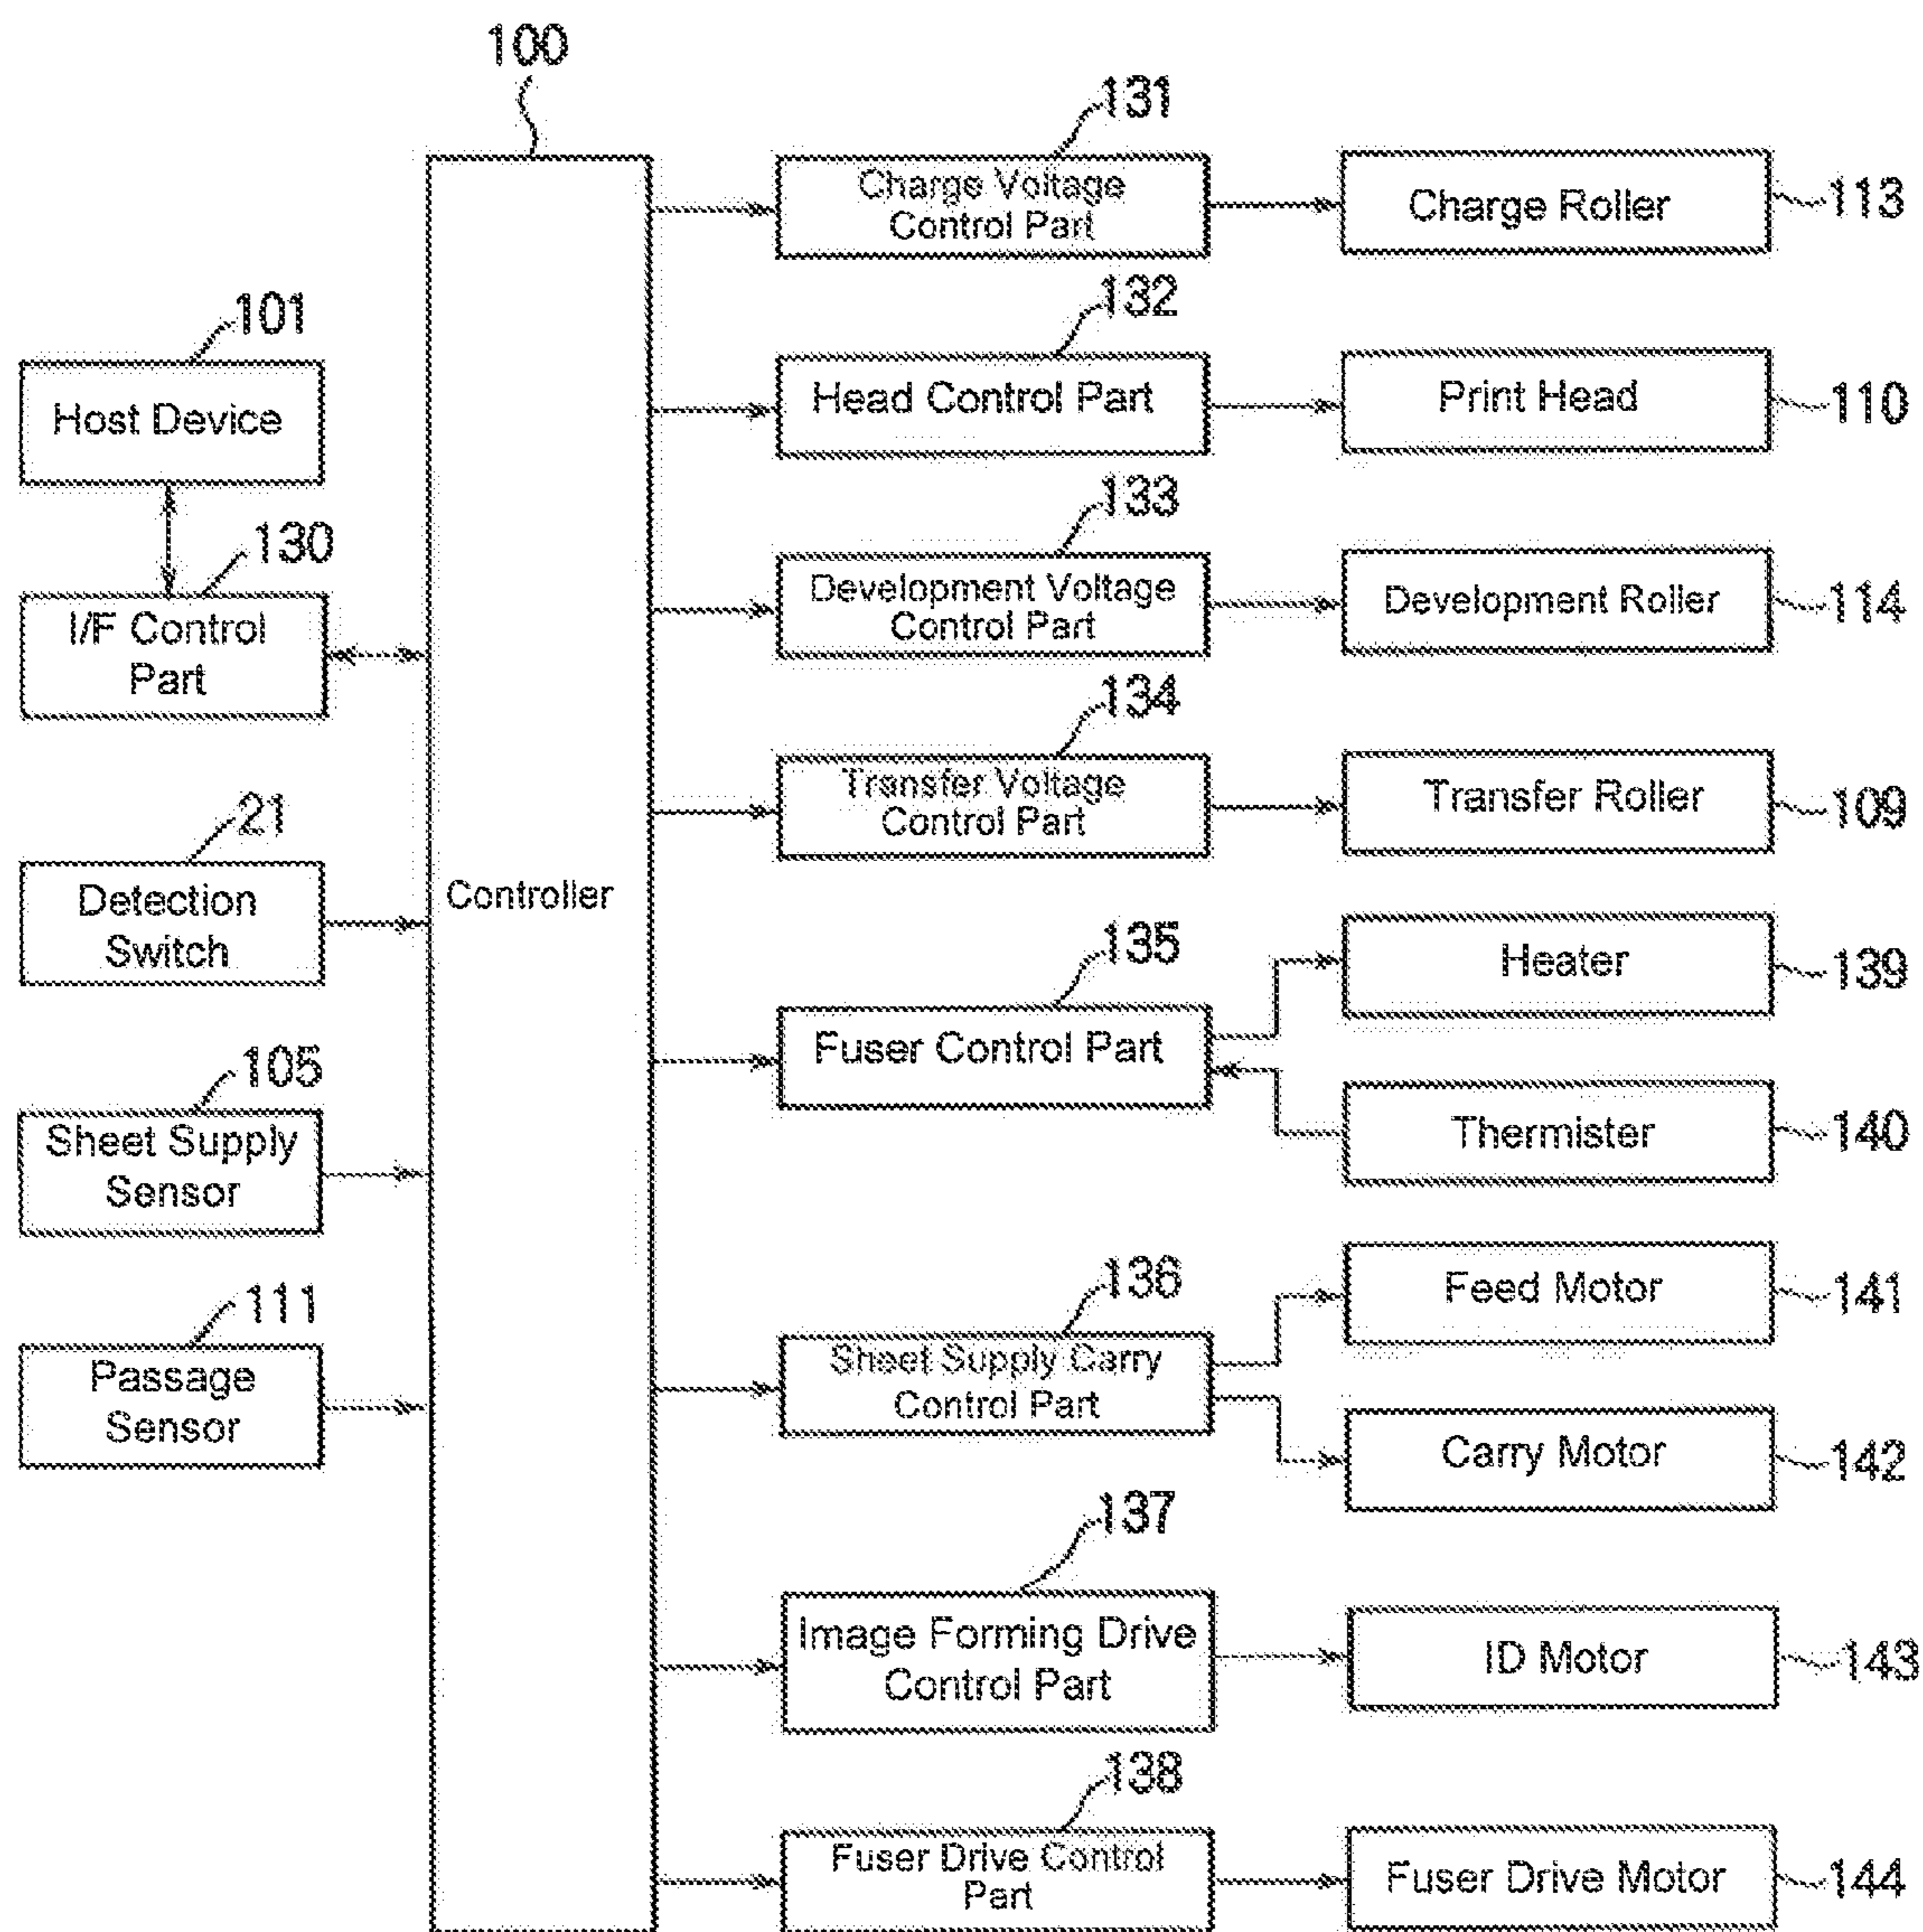 100
131
Charge Voltage
Control Part
Charge Roller
113
132
101
Host Device
Head Control Part
Print Head
110
133
130
I/F Control
Part
Development Voltage
Control Part
Development Roller
114
134
Transfer Voltage
Control Part
Transfer Roller
109
21
Detection
Switch
Controller
135
Fuser Control Part
Heater
139
Thermister
140
105
Sheet Supply
Sensor
136
Sheet Supply Carry
Control Part
Feed Motor
141
Carry Motor
142
111
Passage
Sensor
137
Image Forming Drive
Control Part
ID Motor
143
138
Fuser Drive Control
Part
Fuser Drive Motor
144